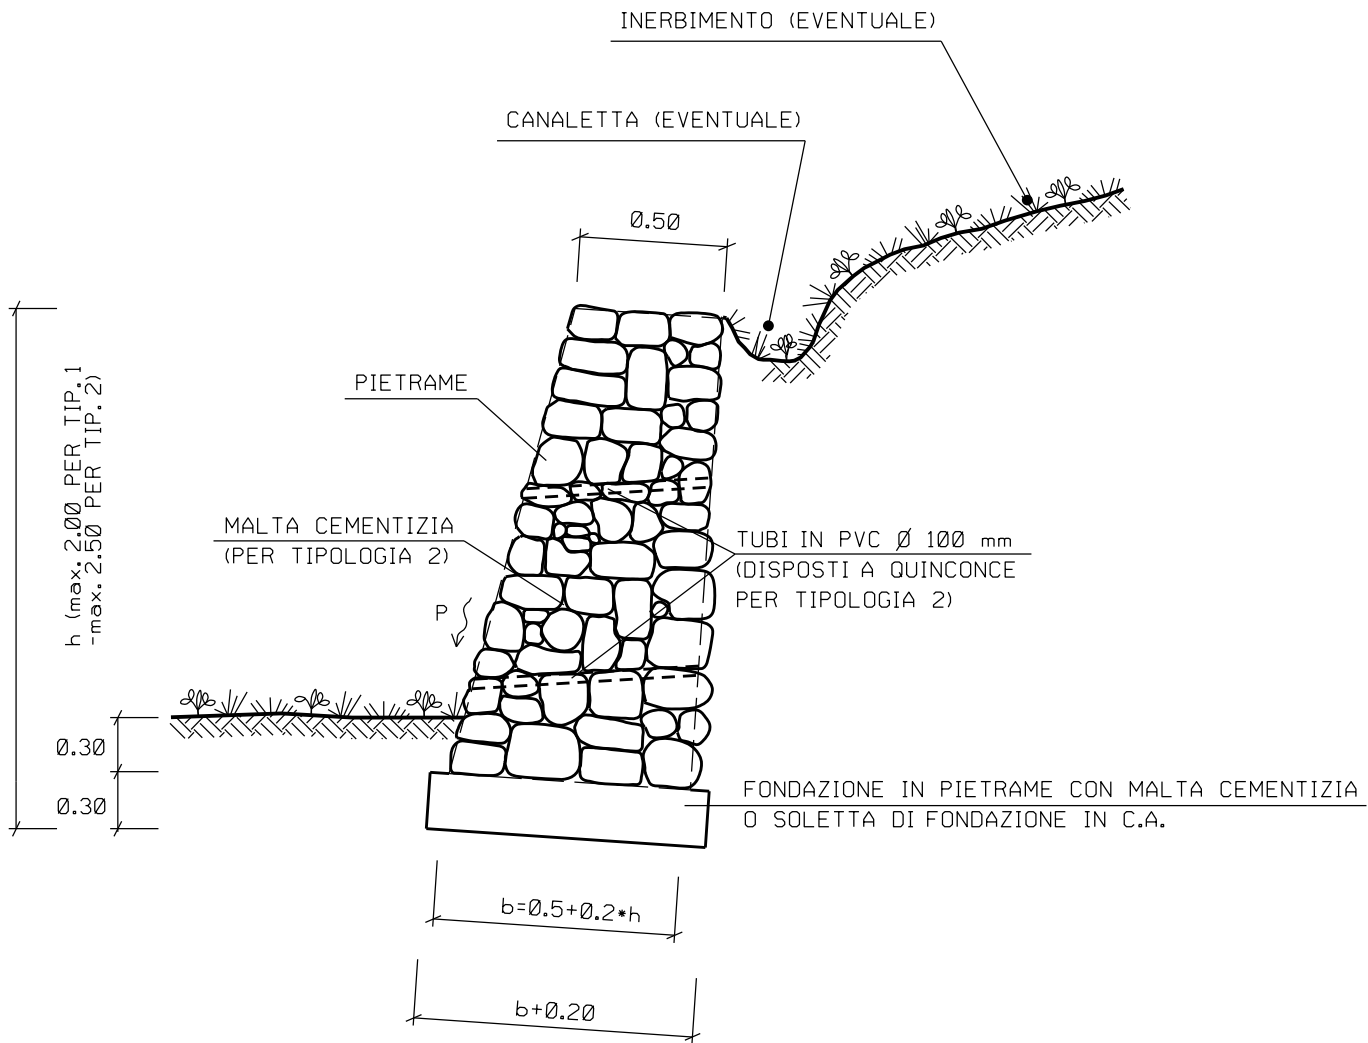 INERBIMENTO (EVENTUALE)
CANALETTA (EVENTUALE)
0.50
PIETRAME
h (max. 2.00 PER TIP. 1
-max. 2.50 PER TIP. 2)
MALTA CEMENTIZIA
(PER TIPOLOGIA 2)
TUBI IN PVC Ø 100 mm
(DISPOSTI A QUINCONCE
PER TIPOLOGIA 2)
P
0.30
0.30
FONDAZIONE IN PIETRAME CON MALTA CEMENTIZIA
O SOLETTA DI FONDAZIONE IN C.A.
b=0.5+0.2*h
b+0.20